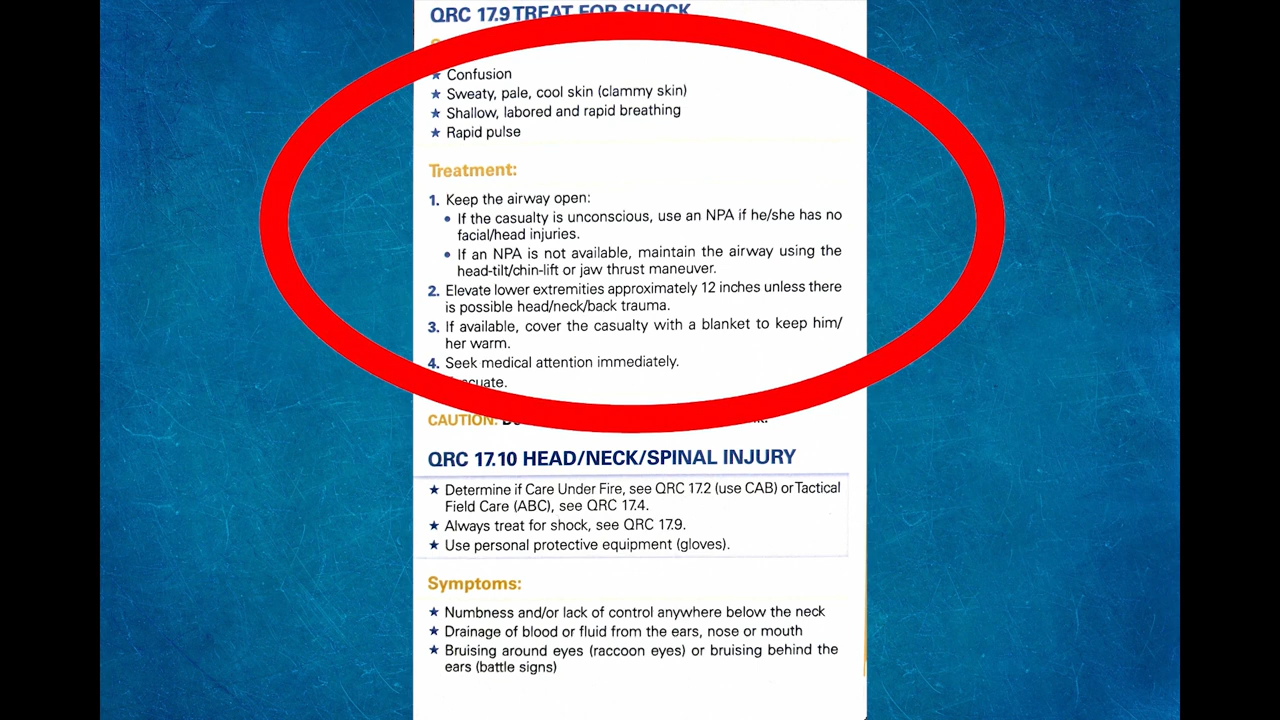 QRC 17.9 TREAT FOR SHOCK
★ Confusion
★ Sweaty, pale, cool skin (clammy skin)
★ Shallow, labored and rapid breathing
★ Rapid pulse
Treatment:
1. Keep the airway open:
• If the casualty is unconscious, use an NPA if he/she has no
facial/head injuries.
• If an NPA is not available, maintain the airway using the
head-tilt/chin-lift or jaw thrust maneuver.
2. Elevate lower extremities approximately 12 inches unless there
is possible head/neck/back trauma.
3. If available, cover the casualty with a blanket to keep him/
her warm.
4. Seek medical attention immediately.
CAUTION:
QRC 17.10 HEAD/NECK/SPINAL INJURY
★ Determine if Care Under Fire, see QRC 17.2 (use CAB) or Tactical
Field Care (ABC), see QRC 17.4.
★ Always treat for shock, see QRC 17.9.
★ Use personal protective equipment (gloves).
Symptoms:
★ Numbness and/or lack of control anywhere below the neck
★ Drainage of blood or fluid from the ears, nose or mouth
★ Bruising around eyes (raccoon eyes) or bruising behind the
ears (battle signs)